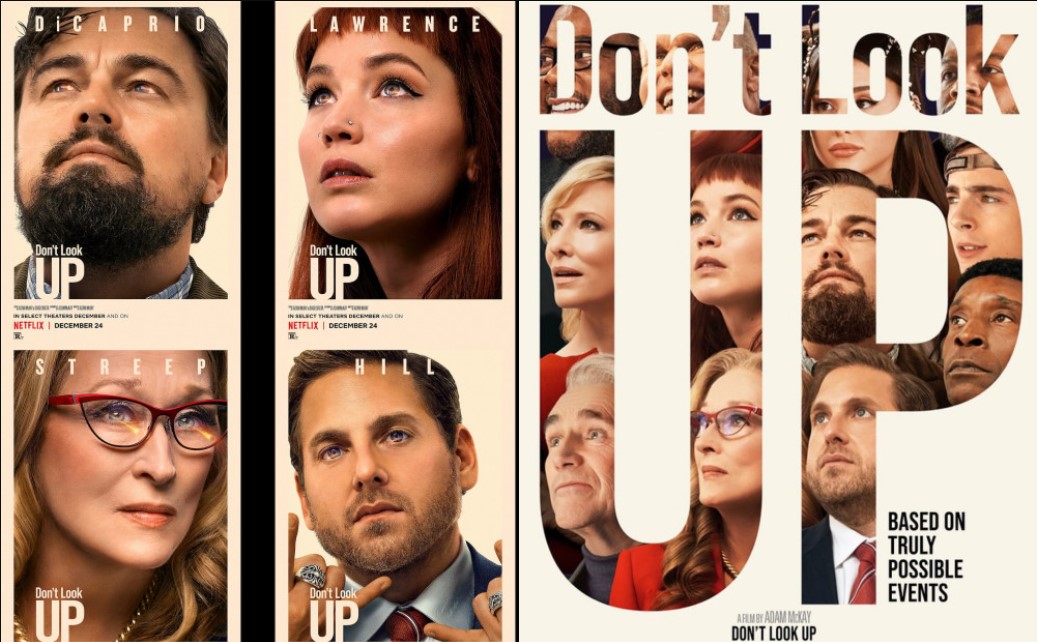 DiCAPRIO
Don't Look
UP
IN SELECT THEATERS DECEMBER AND ON
NETFLIX | DECEMBER 24
LAWRENCE
Don't Look
UP
IN SELECT THEATERS DECEMBER AND ON
NETFLIX | DECEMBER 24
STREEP
Don't Look
UP
HILL
Don't Look
UP
Don't Look
UP
BASED ON
TRULY
POSSIBLE
EVENTS
A FILM BY ADAM McKAY
DON'T LOOK UP